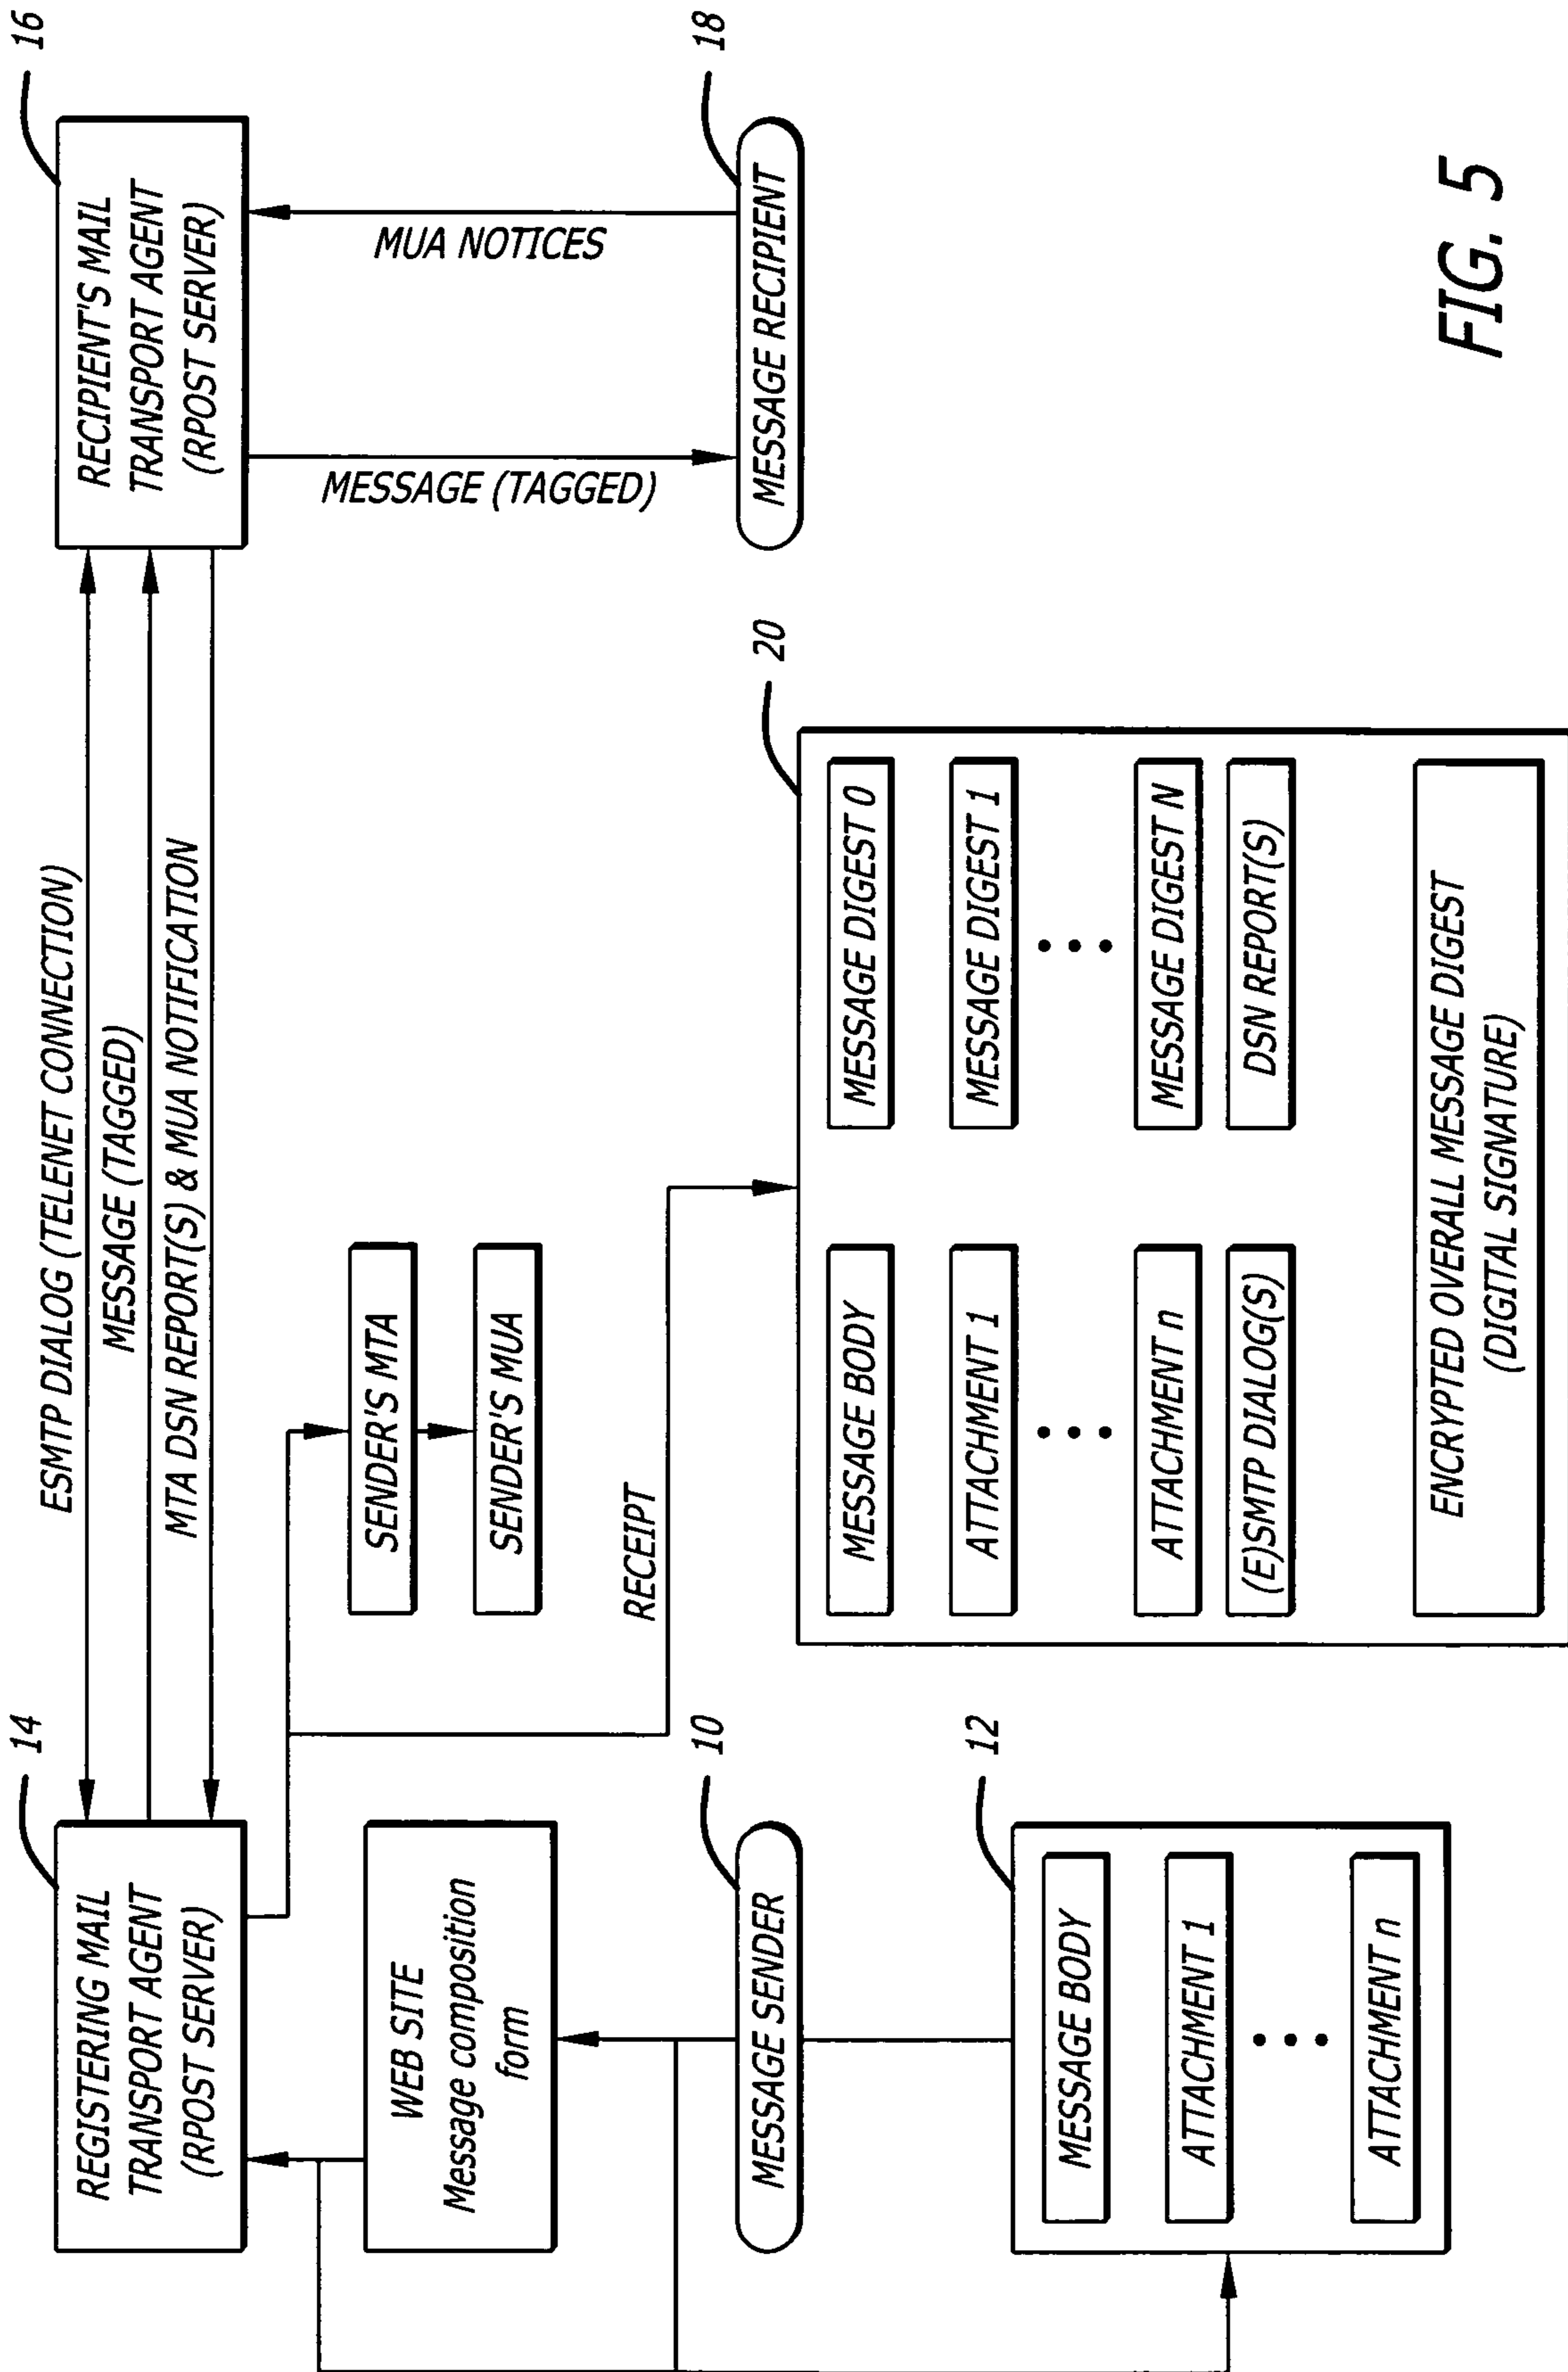 14
REGISTERING MAIL
TRANSPORT AGENT
(RPOST SERVER)
ESMTP DIALOG (TELENET CONNECTION)
MESSAGE (TAGGED)
MTA DSN REPORT(S) & MUA NOTIFICATION
16
RECIPIENT'S MAIL
TRANSPORT AGENT
(RPOST SERVER)
WEB SITE
Message composition
form
SENDER'S MTA
SENDER'S MUA
MESSAGE (TAGGED)
MUA NOTICES
RECEIPT
10
MESSAGE SENDER
18
MESSAGE RECIPIENT
12
MESSAGE BODY
ATTACHMENT 1
ATTACHMENT n
20
MESSAGE BODY
MESSAGE DIGEST 0
ATTACHMENT 1
MESSAGE DIGEST 1
ATTACHMENT n
MESSAGE DIGEST N
(E)SMTP DIALOG(S)
DSN REPORT(S)
ENCRYPTED OVERALL MESSAGE DIGEST
(DIGITAL SIGNATURE)
FIG. 5